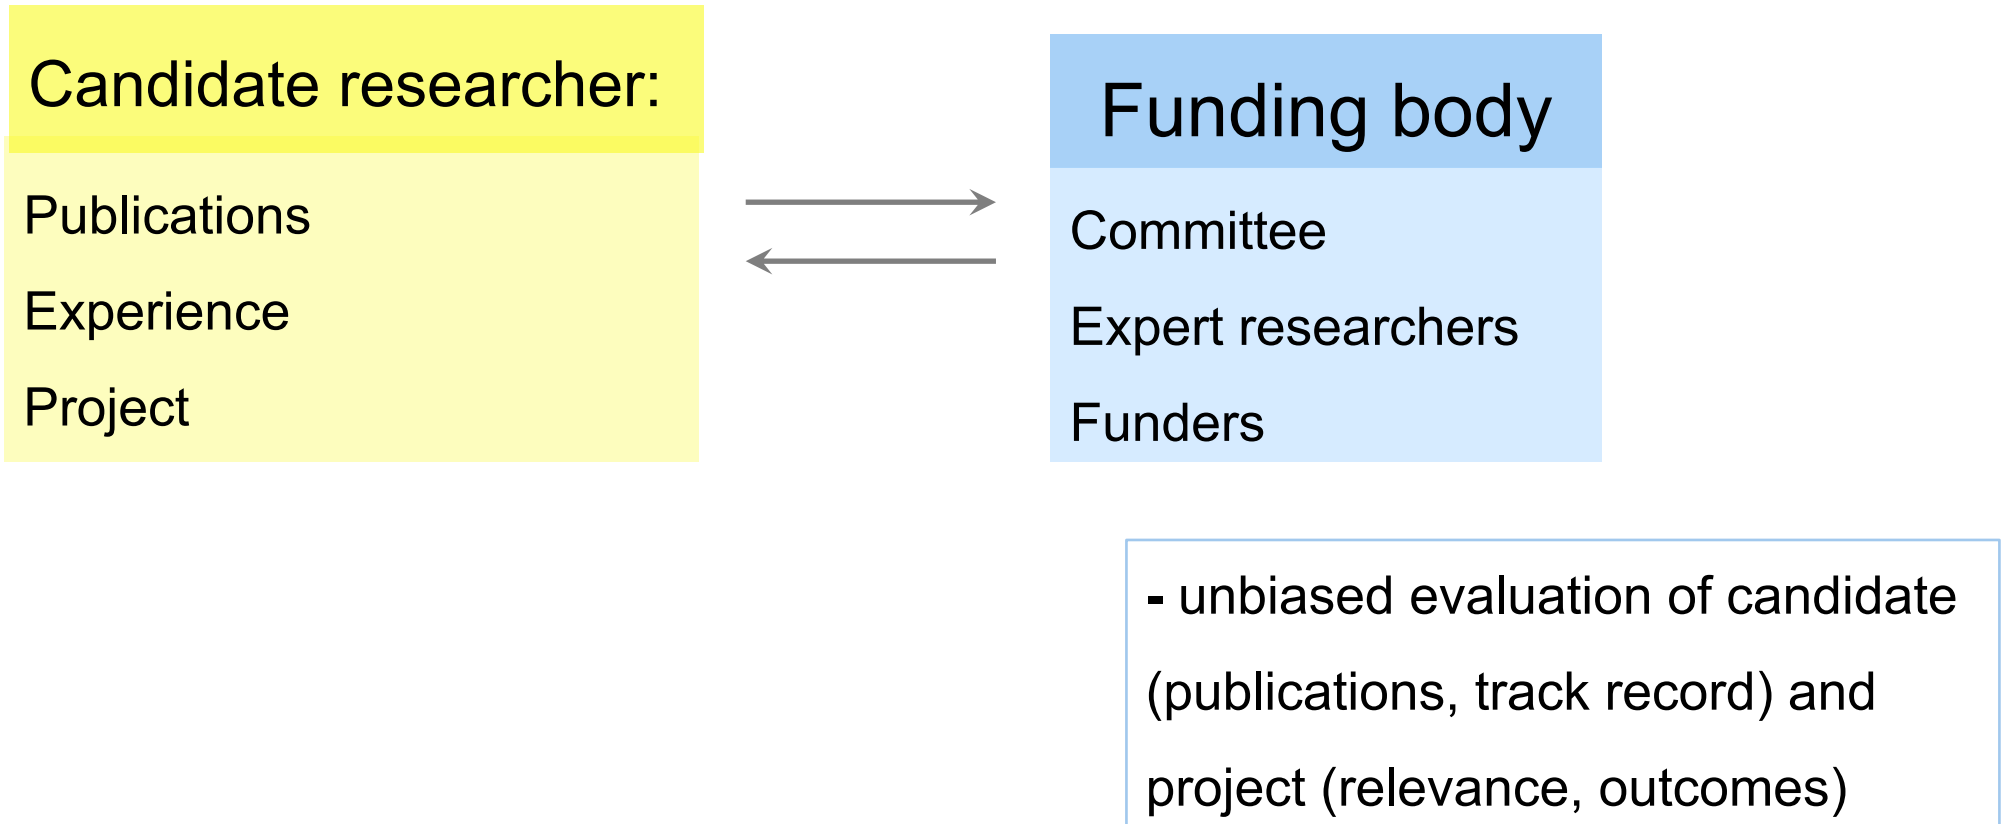 Candidate researcher:
Publications
Experience
Project
Funding body
Committee
Expert researchers
Funders
- unbiased evaluation of candidate
(publications, track record) and
project (relevance, outcomes)